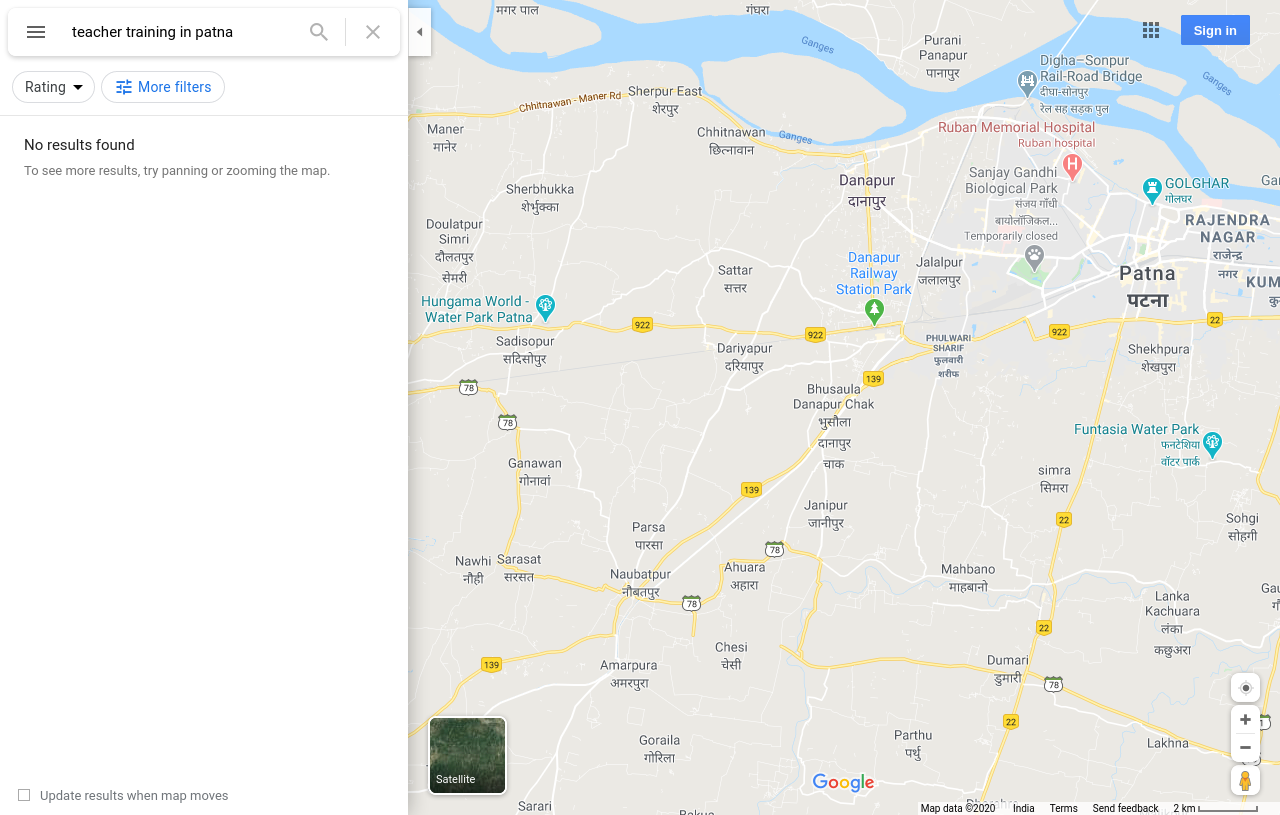 teacher training in patna
Rating
More filters
No results found
To see more results, try panning or zooming the map.
Update results when map moves
Sign in
मगर पाल
गंघरा
Ganges
Purani
Panapur
पानापुर
Digha–Sonpur
Rail-Road Bridge
दीघा-सोनपुर
रेल सह सड़क पुल
Ganges
Chhitnawan - Maner Rd
Sherpur East
शेरपुर
Maner
मानेर
Chhitnawan
छित्नावान
Ganges
Ruban Memorial Hospital
Ruban hospital
Sanjay Gandhi
Biological Park
संजय गाँधी
बायोलॉजिकल...
Temporarily closed
GOLGHAR
गोलघर
Danapur
दानापुर
Sherbhukka
शेर्भुक्का
RAJENDRA
NAGAR
राजेन्द्र
नगर
Doulatpur
Simri
दौलतपुर
सेमरी
Danapur
Railway
Station Park
Jalalpur
जलालपुर
Sattar
सत्तर
Patna
पटना
Hungama World -
Water Park Patna
922
922
922
22
Sadisopur
सदिसोपुर
Dariyapur
दरियापुर
PHULWARI
SHARIF
फुलवारी
शरीफ
Shekhpura
शेखपुरा
139
78
Bhusaula
Danapur Chak
भुसौला
दानापुर
चाक
78
Funtasia Water Park
फनटेशिया
वॉटर पार्क
Ganawan
गोनावां
simra
सिमरा
139
Janipur
जानीपुर
22
Sohgi
सोहगी
Parsa
पारसा
78
Nawhi
नौही
Sarasat
सरसत
Naubatpur
नौबतपुर
Ahuara
अहारा
Mahbano
माहबानो
78
Lanka
Kachuara
लंका
कछुअरा
22
Chesi
चेसी
139
Amarpura
अमरपुरा
Dumari
डुमारी
78
22
Goraila
गोरिला
Parthu
पर्थु
Lakhna
Satellite
Google
Sarari
Map data ©2020
India
Terms
Send feedback
2 km